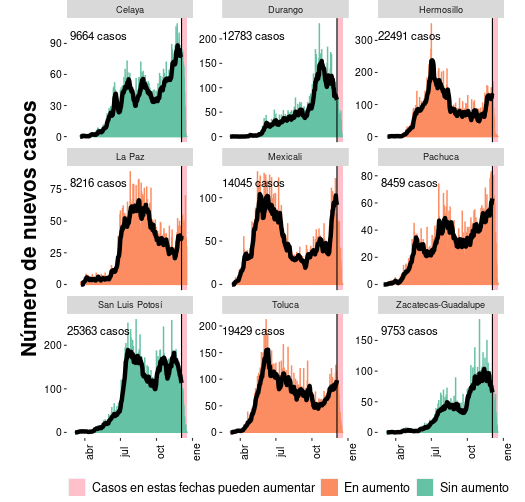 Número de nuevos casos
Celaya
9664 casos
90
60
30
0
Durango
12783 casos
200
150
100
50
0
Hermosillo
22491 casos
300
200
100
0
La Paz
8216 casos
75
50
25
0
Mexicali
14045 casos
100
50
0
Pachuca
8459 casos
80
60
40
20
0
San Luis Potosí
25363 casos
200
100
0
Toluca
19429 casos
200
150
100
50
0
Zacatecas-Guadalupe
9753 casos
150
100
50
0
abr jul oct ene
abr jul oct ene
abr jul oct ene
Casos en estas fechas pueden aumentar En aumento Sin aumento